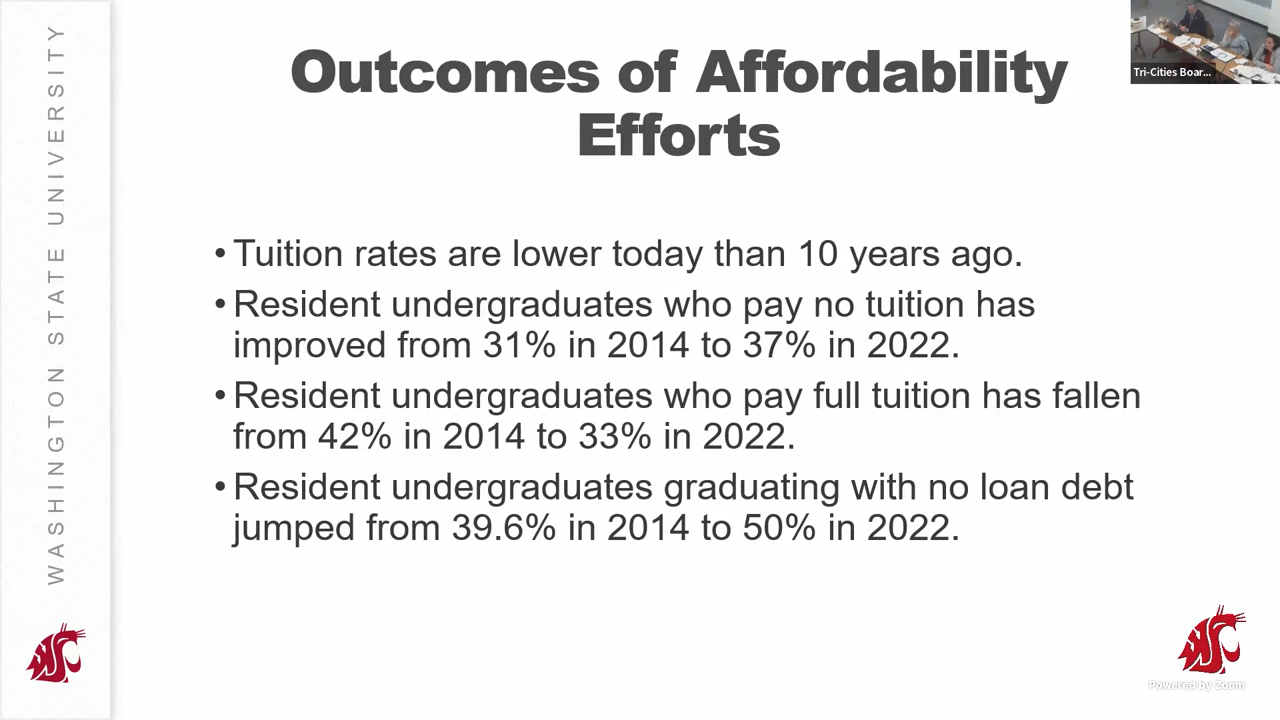 WASHINGTON STATE UNIVERSITY
Outcomes of Affordability
Efforts
Tri-Cities Boar...
• Tuition rates are lower today than 10 years ago.
• Resident undergraduates who pay no tuition has
improved from 31% in 2014 to 37% in 2022.
• Resident undergraduates who pay full tuition has fallen
from 42% in 2014 to 33% in 2022.
• Resident undergraduates graduating with no loan debt
jumped from 39.6% in 2014 to 50% in 2022.
Powered by Zoom